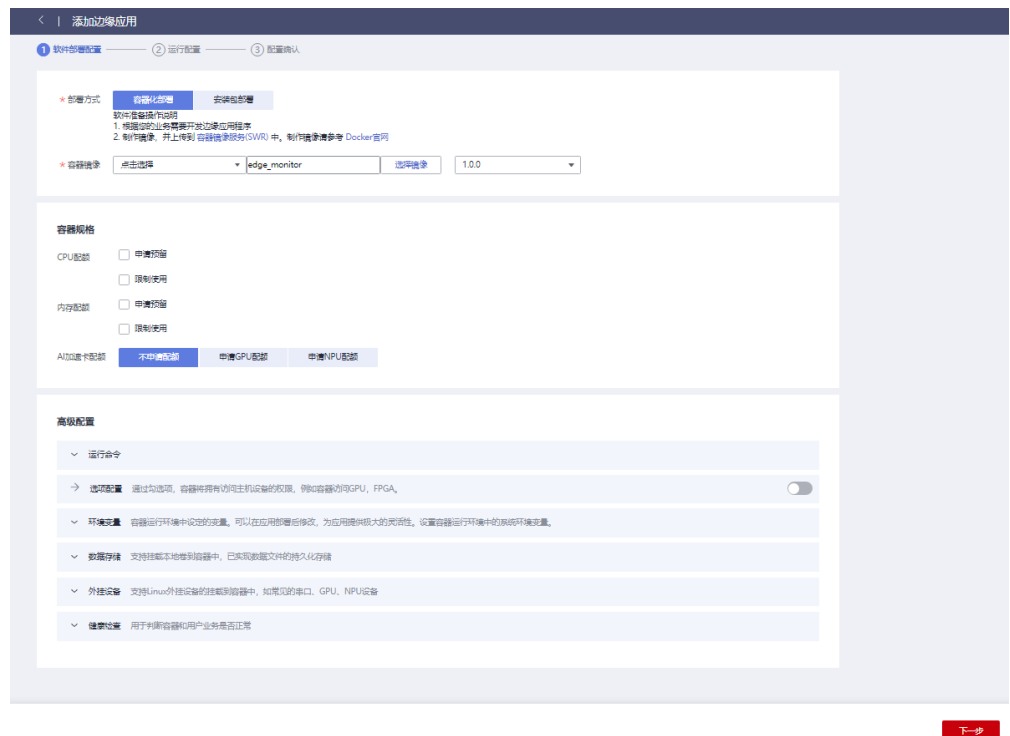 添加边缘应用
1 软件部署配置 2 运行配置 3 配置确认
* 部署方式 容器化部署 安装包部署
软件准备操作说明
1. 根据您的业务需要开发边缘应用程序
2. 制作镜像，并上传到 容器镜像服务(SWR) 中。制作镜像请参考 Docker官网
* 容器镜像 点击选择 edge_monitor 选择镜像 1.0.0
容器规格
CPU配额 申请预留
限制使用
内存配额 申请预留
限制使用
AI加速卡配额 不申请配额 申请GPU配额 申请NPU配额
高级配置
运行命令
选项配置 通过勾选项，容器将拥有访问主机设备的权限，例如容器访问GPU，FPGA。
环境变量 容器运行环境中设定的变量。可以在应用部署后修改，为应用提供极大的灵活性。设置容器运行环境中的系统环境变量。
数据存储 支持挂载本地卷到容器中，已实现数据文件的持久化存储
外挂设备 支持Linux外挂设备的挂载到容器中，如常见的串口、GPU、NPU设备
健康检查 用于判断容器和用户业务是否正常
下一步